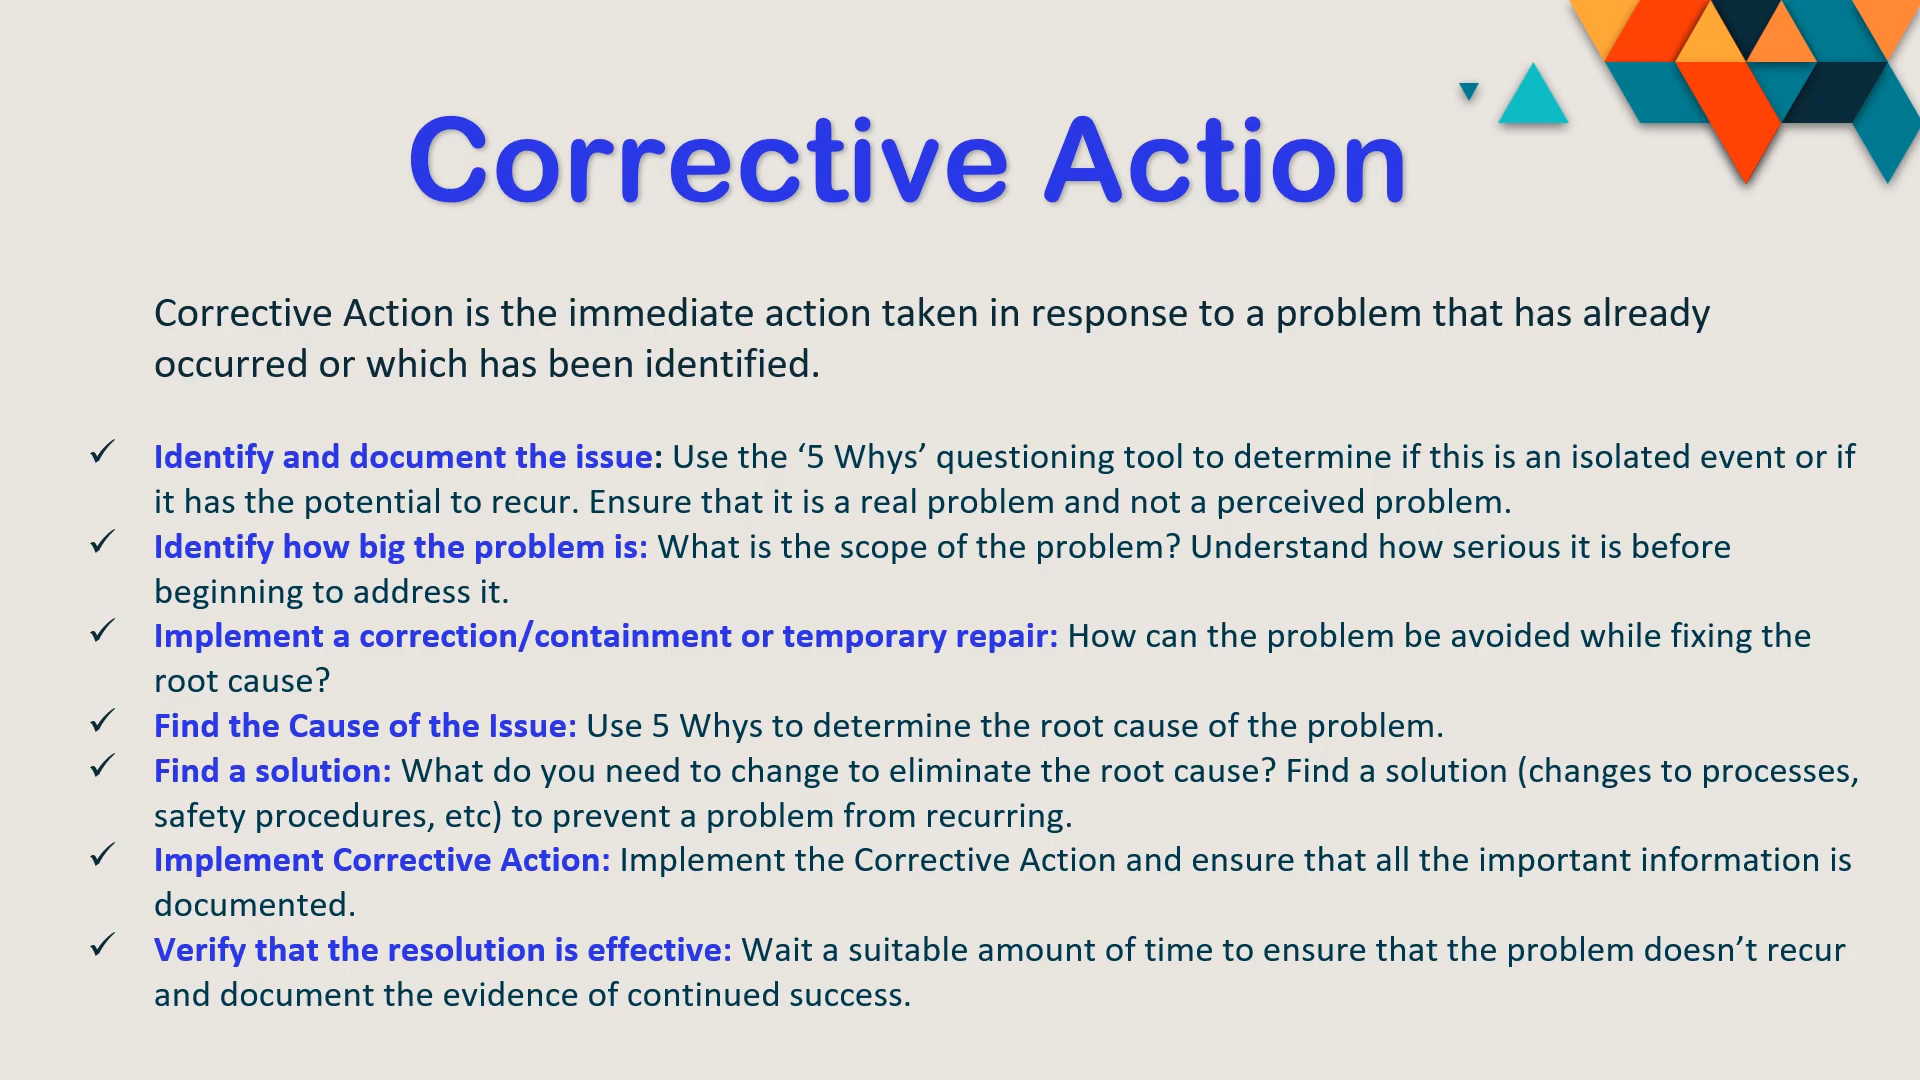 Corrective Action
Corrective Action is the immediate action taken in response to a problem that has already
occurred or which has been identified.
✓ Identify and document the issue: Use the ‘5 Whys’ questioning tool to determine if this is an isolated event or if
it has the potential to recur. Ensure that it is a real problem and not a perceived problem.
✓ Identify how big the problem is: What is the scope of the problem? Understand how serious it is before
beginning to address it.
✓ Implement a correction/containment or temporary repair: How can the problem be avoided while fixing the
root cause?
✓ Find the Cause of the Issue: Use 5 Whys to determine the root cause of the problem.
✓ Find a solution: What do you need to change to eliminate the root cause? Find a solution (changes to processes,
safety procedures, etc) to prevent a problem from recurring.
✓ Implement Corrective Action: Implement the Corrective Action and ensure that all the important information is
documented.
✓ Verify that the resolution is effective: Wait a suitable amount of time to ensure that the problem doesn’t recur
and document the evidence of continued success.